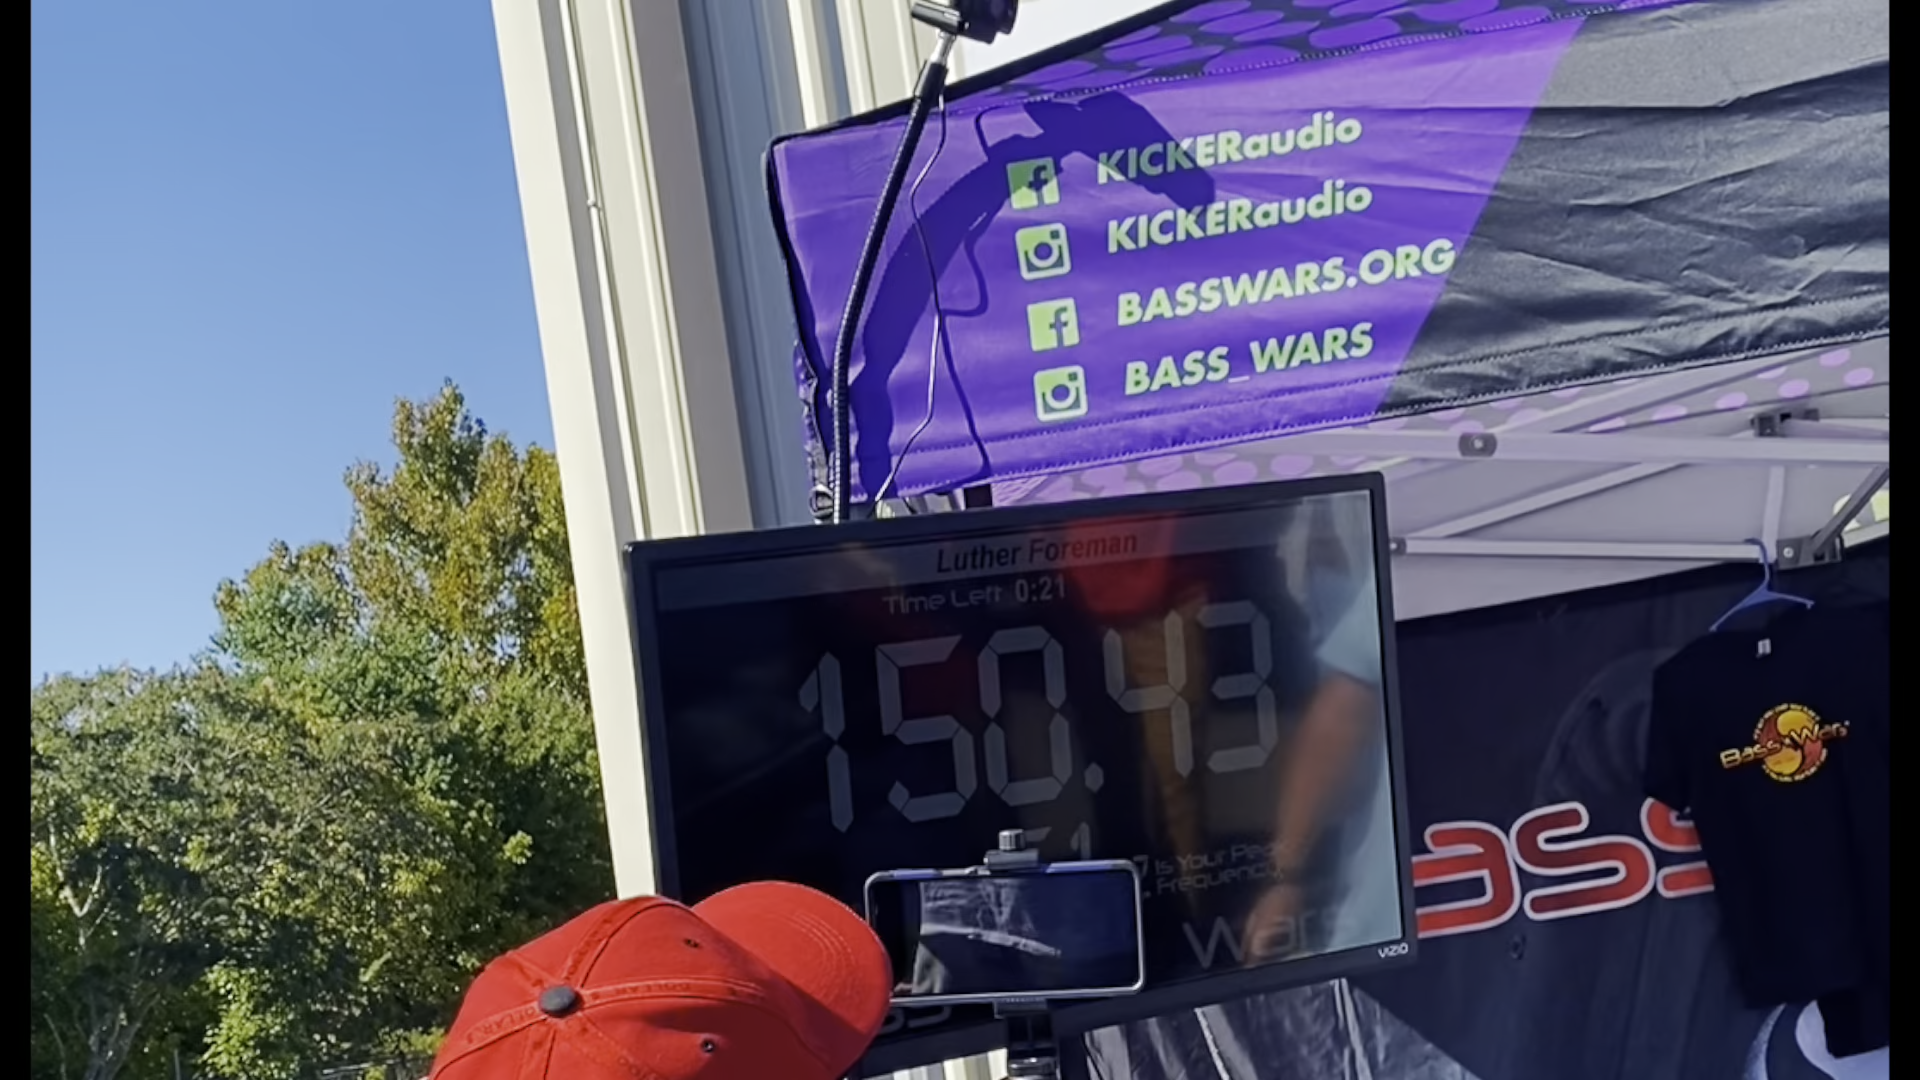 KICKERaudio
KICKERaudio
BASSWARS.ORG
BASS_WARS
Luther Foreman
Time Left 0:21
150.43
Is Your Peak
Frequency
Wars
VIZIO
Bass Wars